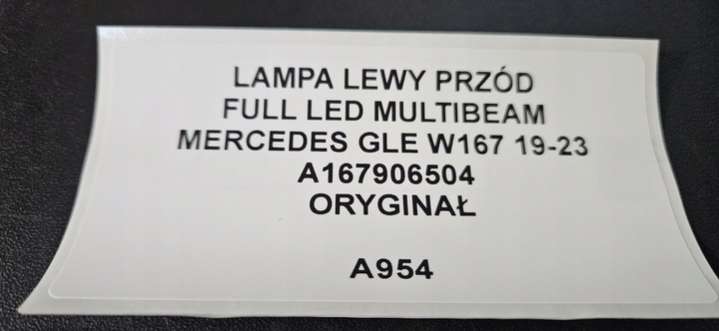 LAMPA LEWY PRZÓD
FULL LED MULTIBEAM
MERCEDES GLE W167 19-23
A167906504
ORYGINAŁ
A954